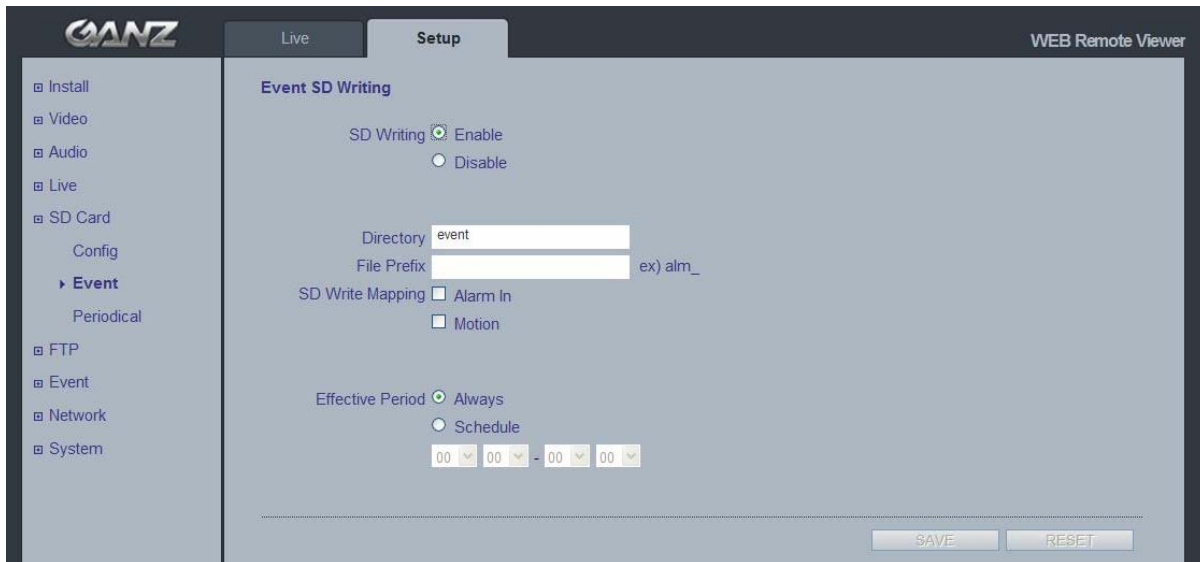 GANZ
Live
Setup
WEB Remote Viewer
Install
Video
Audio
Live
SD Card
Config
Event
Periodical
FTP
Event
Network
System
Event SD Writing
SD Writing Enable
Disable
Directory event
File Prefix ex) alm_
SD Write Mapping Alarm In
Motion
Effective Period Always
Schedule
00 00 - 00 00
SAVE RESET